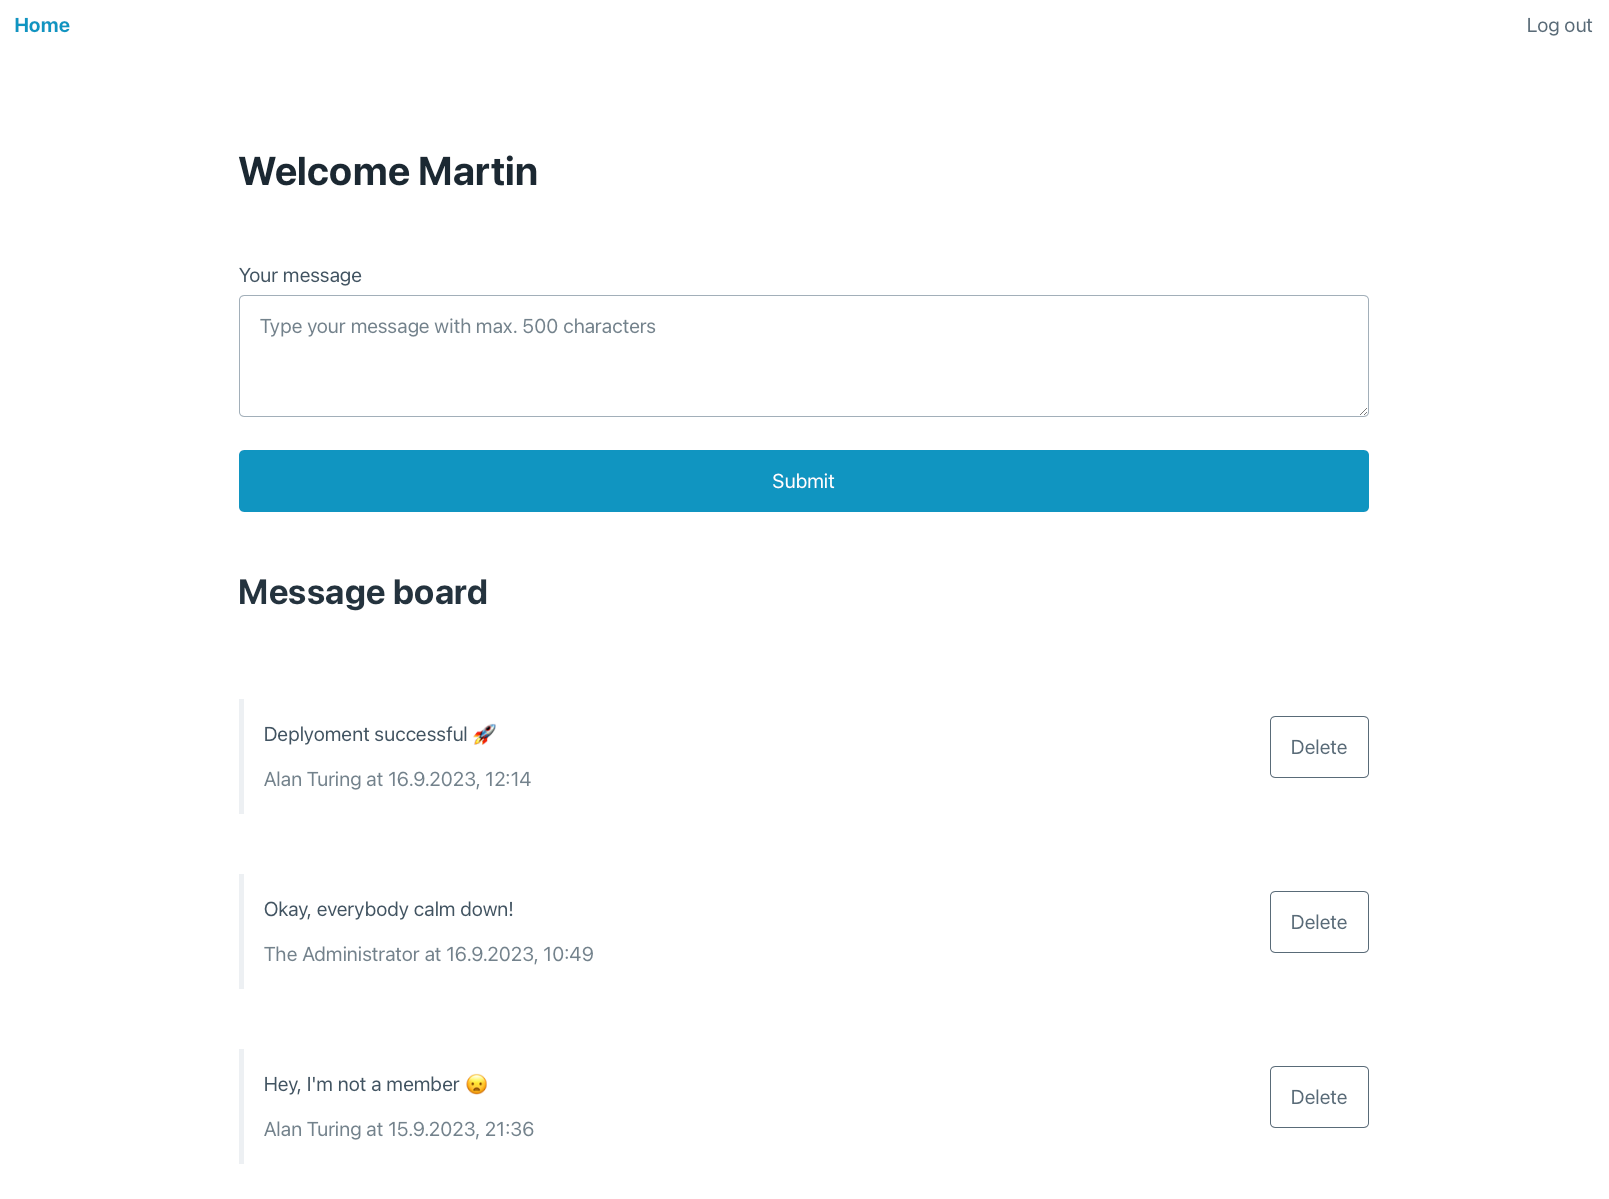 Home
Log out
Welcome Martin
Your message
Type your message with max. 500 characters
Submit
Message board
Deplyoment successful 🚀
Delete
Alan Turing at 16.9.2023, 12:14
Okay, everybody calm down!
Delete
The Administrator at 16.9.2023, 10:49
Hey, I'm not a member 😦
Delete
Alan Turing at 15.9.2023, 21:36